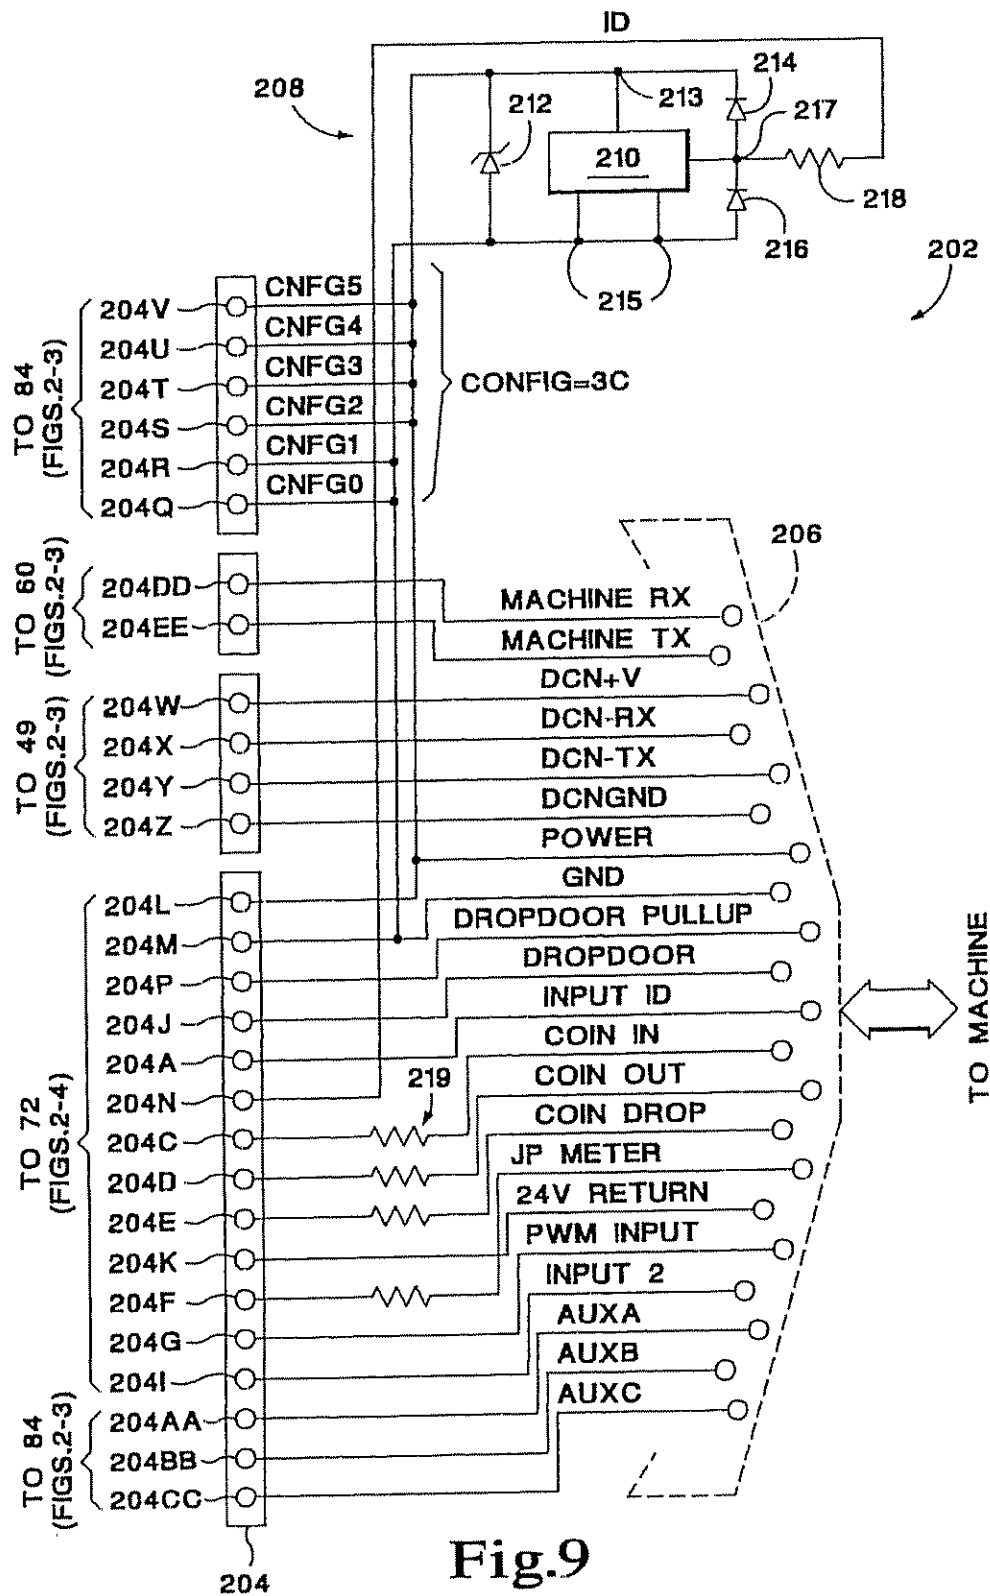 ID
208
212
213
214
217
210
218
216
202
215
204V CNFG5
204U CNFG4
204T CNFG3
204S CNFG2
204R CNFG1
204Q CNFG0
CONFIG=3C
TO 84
(FIGS.2-3)
206
204DD MACHINE RX
204EE MACHINE TX
TO 60
(FIGS.2-3)
204W DCN+V
204X DCN-RX
204Y DCN-TX
204Z DCNGND
TO 49
(FIGS.2-3)
POWER
204L GND
204M DROPDOOR PULLUP
204P DROPDOOR
204J INPUT ID
204A COIN IN
204N 219 COIN OUT
204C COIN DROP
204D JP METER
204E 24V RETURN
204K PWM INPUT
204F INPUT 2
204G AUXA
204I AUXB
TO 72
(FIGS.2-4)
204AA AUXC
204BB
204CC
TO 84
(FIGS.2-3)
TO MACHINE
204
Fig.9